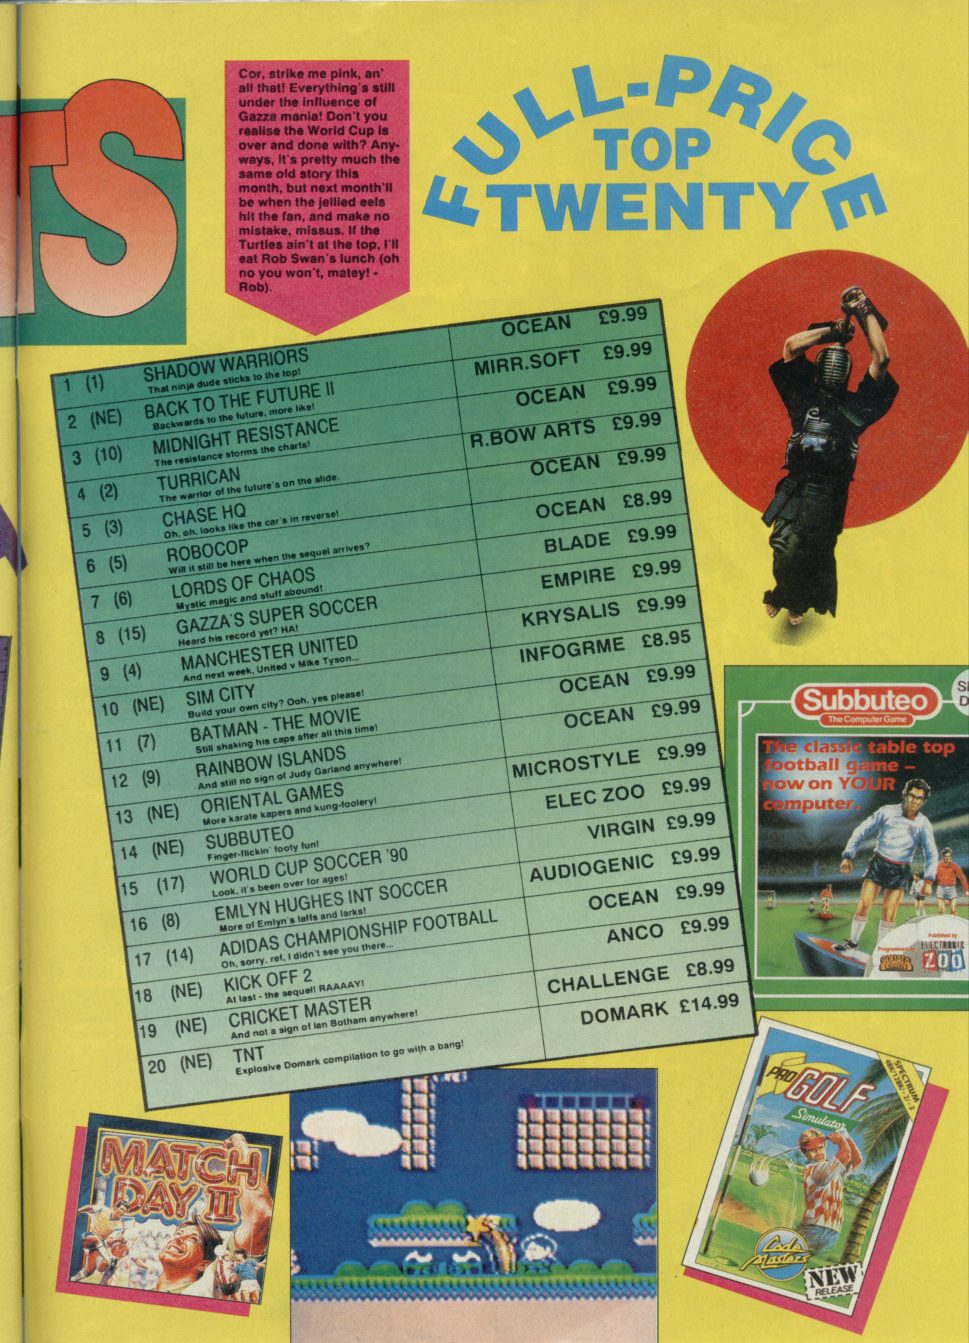 TS
Cor, strike me pink, an'
all that! Everything's still
under the influence of
Gazza mania! Don't you
realise the World Cup is
over and done with? Any-
ways, it's pretty much the
same old story this
month, but next month'll
be when the jellied eels
hit the fan, and make no
mistake, missus. If the
Turtles ain't at the top, I'll
eat Rob Swan's lunch (oh
no you won't, matey! -
Rob).
FULL-PRICE
TOP
TWENTY
1 (1) SHADOW WARRIORS OCEAN £9.99
That ninja dude sticks to the top!
2 (NE) BACK TO THE FUTURE II MIRR.SOFT £9.99
Backwards to the future, more like!
3 (10) MIDNIGHT RESISTANCE OCEAN £9.99
The resistance storms the charts!
4 (2) TURRICAN R.BOW ARTS £9.99
The warrior of the future's on the slide.
5 (3) CHASE HQ OCEAN £9.99
Oh, oh, looks like the car's in reverse!
6 (5) ROBOCOP OCEAN £8.99
Will it still be here when the sequel arrives?
7 (6) LORDS OF CHAOS BLADE £9.99
Mystic magic and stuff abound!
8 (15) GAZZA'S SUPER SOCCER EMPIRE £9.99
Heard his record yet? HA!
9 (4) MANCHESTER UNITED KRYSALIS £9.99
And next week, United v Mike Tyson...
10 (NE) SIM CITY INFOGRME £8.95
Build your own city? Ooh, yes please!
11 (7) BATMAN - THE MOVIE OCEAN £9.99
Still shaking his cape after all this time!
12 (9) RAINBOW ISLANDS OCEAN £9.99
And still no sign of Judy Garland anywhere!
13 (NE) ORIENTAL GAMES MICROSTYLE £9.99
More karate kapers and kung-foolery!
14 (NE) SUBBUTEO ELEC ZOO £9.99
Finger-flickin' footy fun!
15 (17) WORLD CUP SOCCER '90 VIRGIN £9.99
Look, it's been over for ages!
16 (8) EMLYN HUGHES INT SOCCER AUDIOGENIC £9.99
More of Emlyn's laffs and larks!
17 (14) ADIDAS CHAMPIONSHIP FOOTBALL OCEAN £9.99
Oh, sorry, ref, I didn't see you there...
18 (NE) KICK OFF 2 ANCO £9.99
At last - the sequel! RAAAAY!
19 (NE) CRICKET MASTER CHALLENGE £8.99
And not a sign of Ian Botham anywhere!
20 (NE) TNT DOMARK £14.99
Explosive Domark compilation to go with a bang!
Subbuteo
The Computer Game
The classic table top
football game –
now on YOUR
computer.
Programmed by
Published by
ELECTRONIC
ZOO
MATCH
DAY II
PRO GOLF
Simulator
SPECTRUM
Code
Masters
NEW
RELEASE